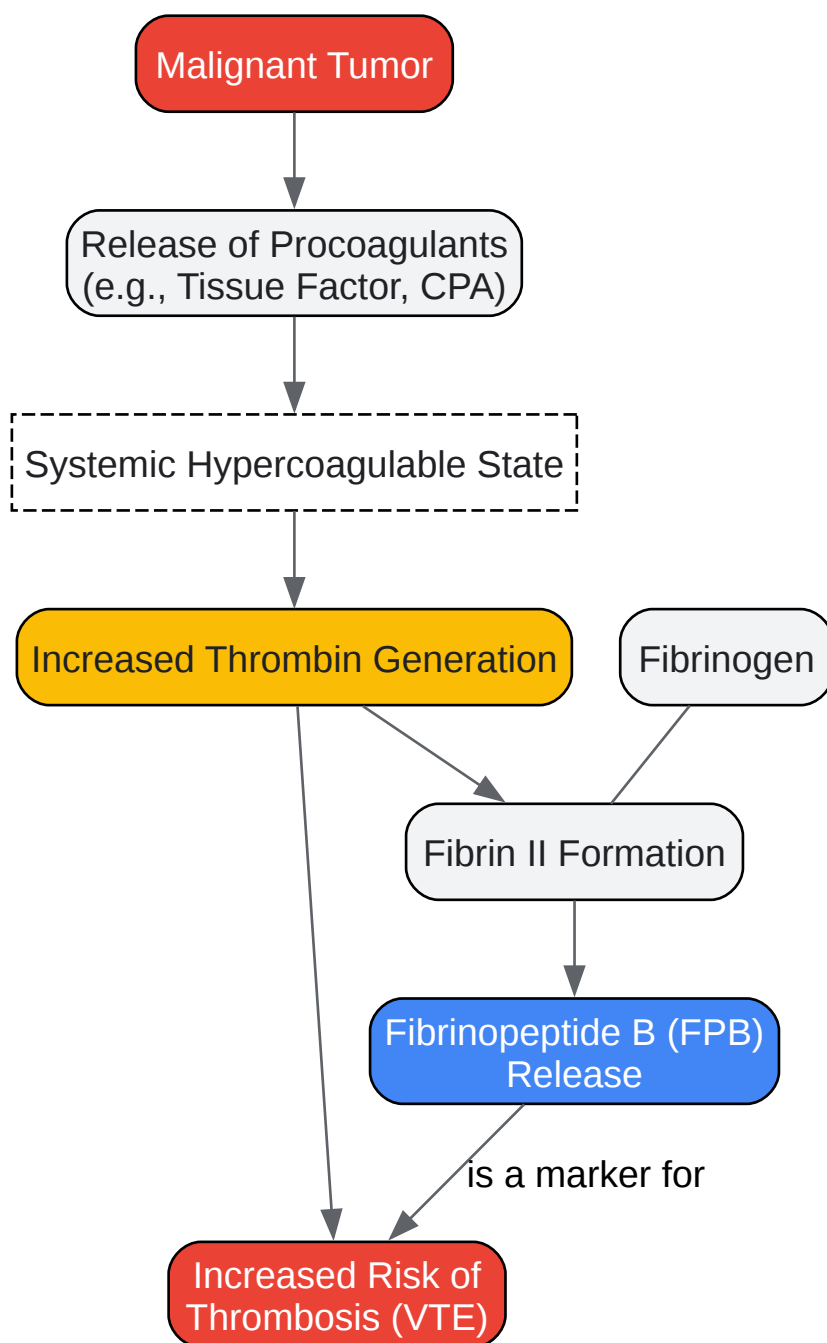 Malignant Tumor
Release of Procoagulants
(e.g., Tissue Factor, CPA)
Systemic Hypercoagulable State
Increased Thrombin Generation
Fibrinogen
Fibrin II Formation
Fibrinopeptide B (FPB)
Release
is a marker for
Increased Risk of
Thrombosis (VTE)